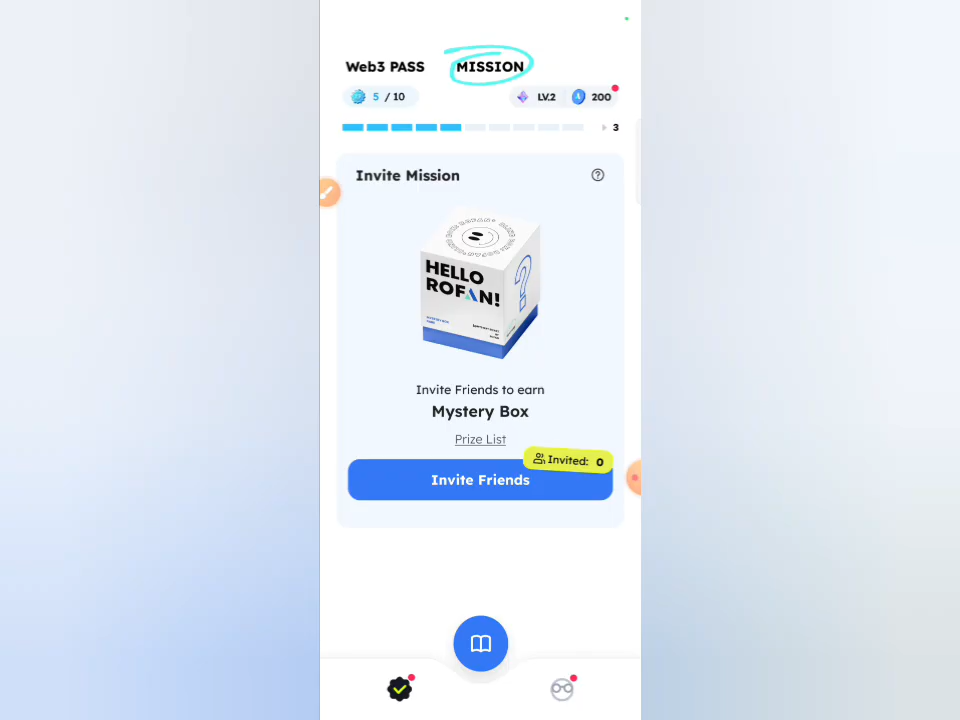 Web3 PASS MISSION
5 / 10 LV.2 200
3
Invite Mission
HELLO
ROFAN!
?
Invite Friends to earn
Mystery Box
Prize List
Invited: 0
Invite Friends